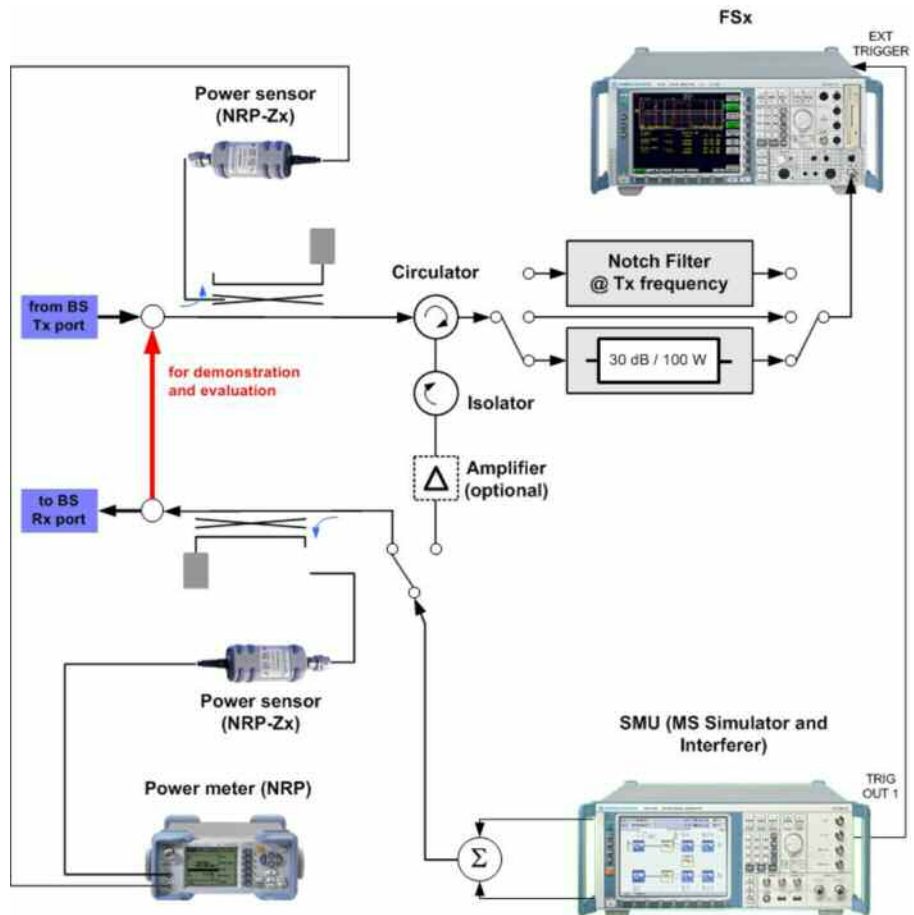 FSx
EXT
TRIGGER
Power sensor
(NRP-Zx)
Circulator
Notch Filter
@ Tx frequency
from BS
Tx port
30 dB / 100 W
for demonstration
and evaluation
Isolator
Amplifier
(optional)
to BS
Rx port
Power sensor
(NRP-Zx)
SMU (MS Simulator and
Interferer)
Power meter (NRP)
TRIG
OUT 1
Σ